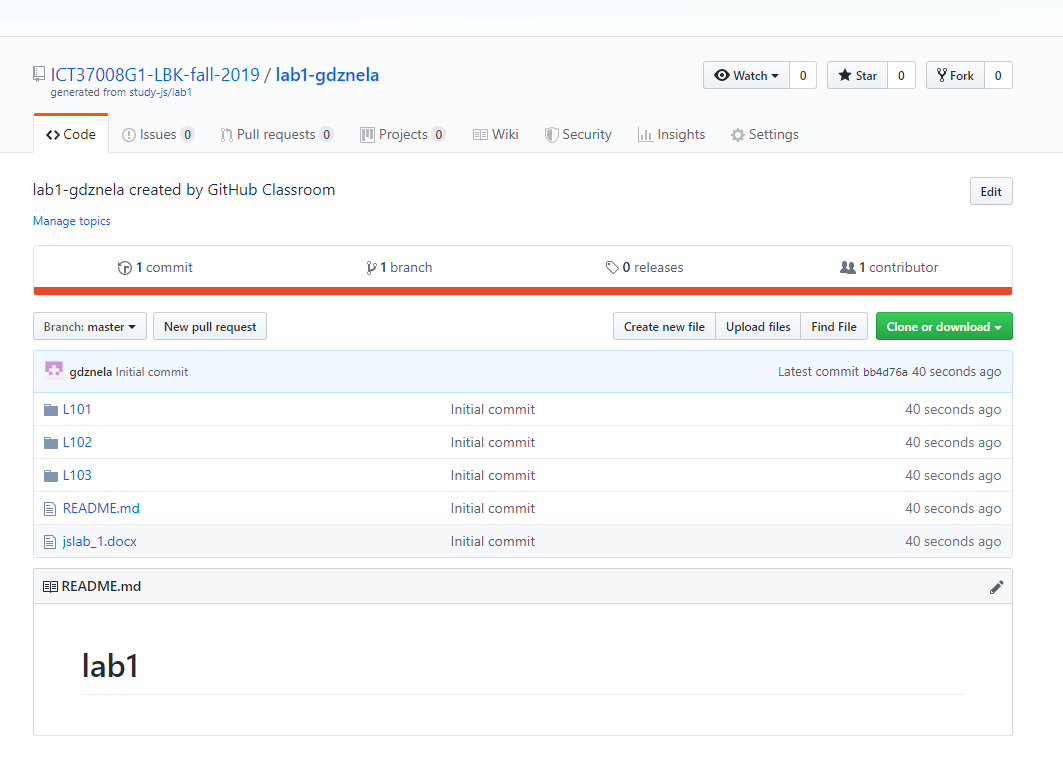 ICT37008G1-LBK-fall-2019 / lab1-gdznela
Watch 0 Star 0 Fork 0
generated from study-js/lab1
Code Issues 0 Pull requests 0 Projects 0 Wiki Security Insights Settings
lab1-gdznela created by GitHub Classroom
Edit
Manage topics
1 commit 1 branch 0 releases 1 contributor
Branch: master New pull request Create new file Upload files Find File Clone or download
gdznela Initial commit Latest commit bb4d76a 40 seconds ago
L101 Initial commit 40 seconds ago
L102 Initial commit 40 seconds ago
L103 Initial commit 40 seconds ago
README.md Initial commit 40 seconds ago
jslab_1.docx Initial commit 40 seconds ago
README.md
lab1